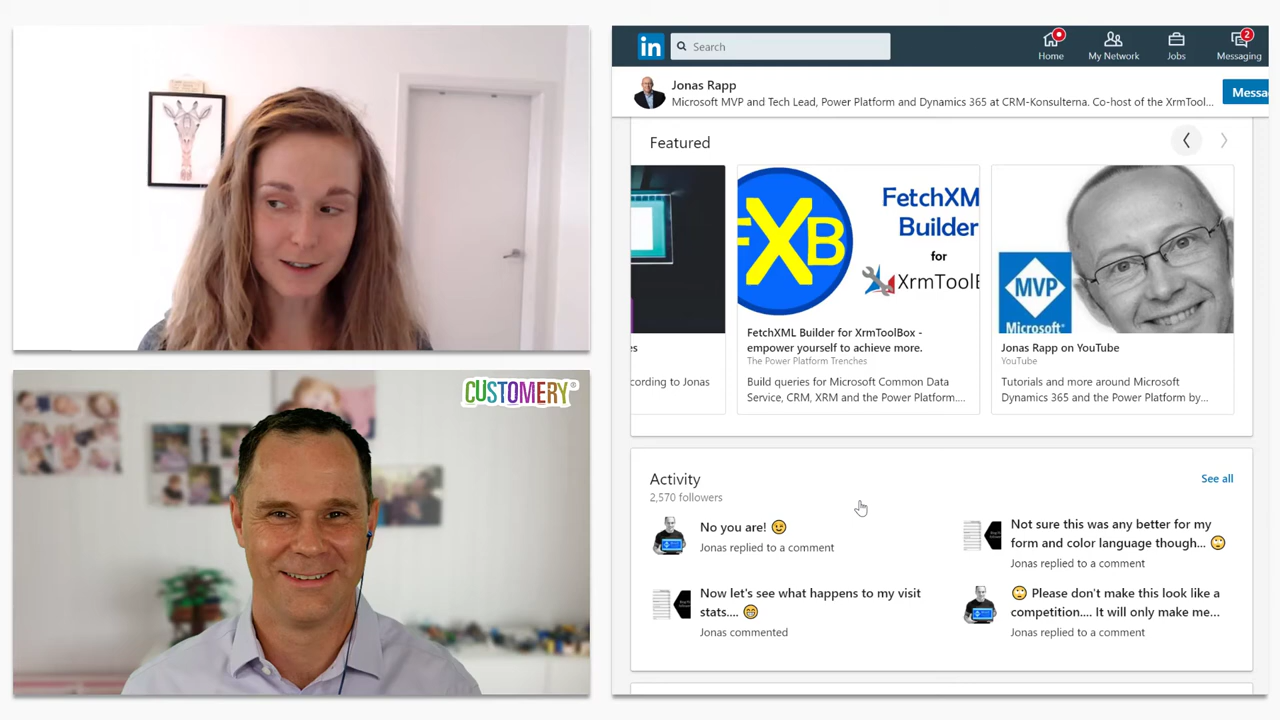 CUSTOMERY®
in
Search
Home
My Network
Jobs
2
Messaging
Jonas Rapp
Microsoft MVP and Tech Lead, Power Platform and Dynamics 365 at CRM-Konsulterna. Co-host of the XrmTool...
Messa
Featured
es
cording to Jonas
FXB
FetchXM
Builder
for
XrmToolB
FetchXML Builder for XrmToolBox -
empower yourself to achieve more.
The Power Platform Trenches
Build queries for Microsoft Common Data
Service, CRM, XRM and the Power Platform....
MVP
Microsoft®
Jonas Rapp on YouTube
YouTube
Tutorials and more around Microsoft
Dynamics 365 and the Power Platform by...
Activity
See all
2,570 followers
No you are! 😉
Jonas replied to a comment
Now let's see what happens to my visit
stats.... 😁
Jonas commented
Not sure this was any better for my
form and color language though... 🙄
Jonas replied to a comment
🙄 Please don't make this look like a
competition.... It will only make me...
Jonas replied to a comment